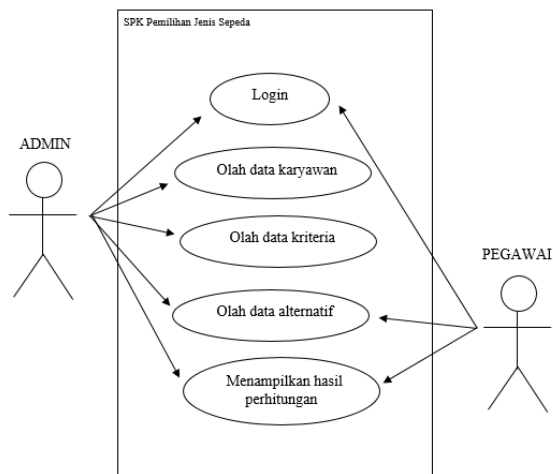 SPK Pemilihan Jenis Sepeda
Login
ADMIN
Olah data karyawan
Olah data kriteria
PEGAWAI
Olah data alternatif
Menampilkan hasil
perhitungan